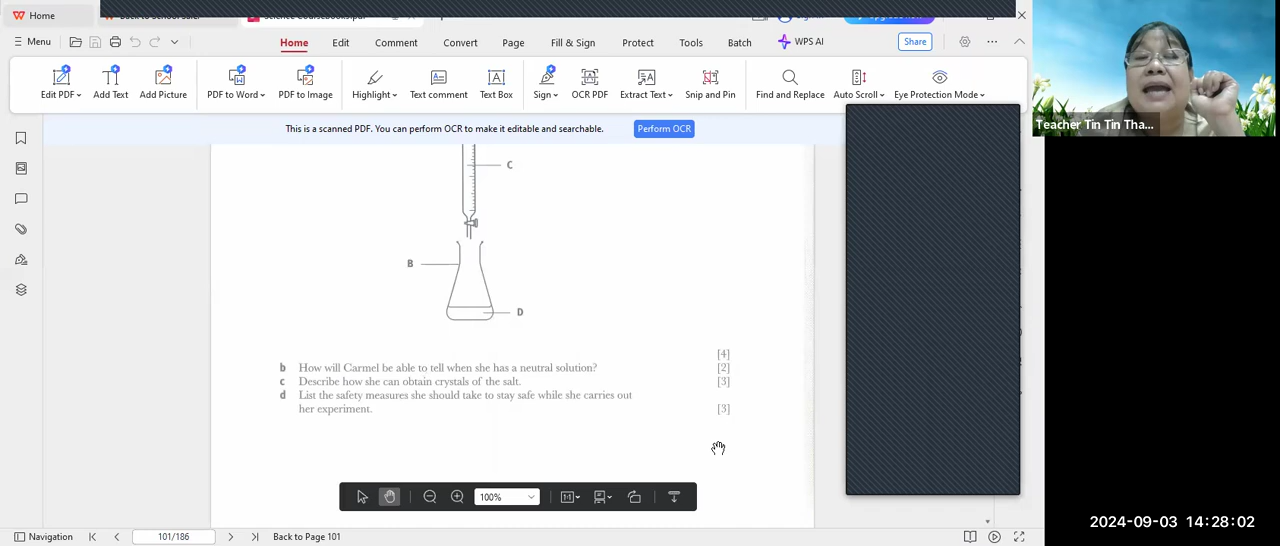 Home
Menu
Home Edit Comment Convert Page Fill & Sign Protect Tools Batch WPS AI Share
Edit PDF Add Text Add Picture PDF to Word PDF to Image Highlight Text comment Text Box Sign OCR PDF Extract Text Snip and Pin Find and Replace Auto Scroll Eye Protection Mode
This is a scanned PDF. You can perform OCR to make it editable and searchable. Perform OCR
Teacher Tin Tin Tha...
C
B
D
[4]
b How will Carmel be able to tell when she has a neutral solution? [2]
c Describe how she can obtain crystals of the salt. [3]
d List the safety measures she should take to stay safe while she carries out
her experiment. [3]
1:1
100%
Navigation 101/186 Back to Page 101
2024-09-03 14:28:02